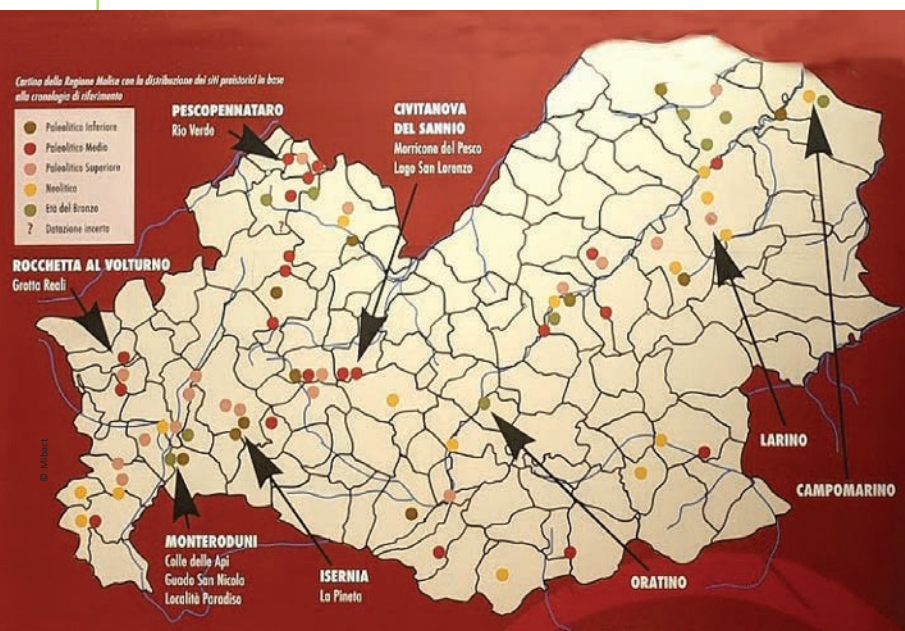 Cartina della Regione Molise con la distribuzione dei siti preistorici in base
alla cronologia di riferimento
Paleolitico Inferiore
Paleolitico Medio
Paleolitico Superiore
Neolitico
Età del Bronzo
? Datazione incerta
PESCOPENNATARO
Rio Verde
CIVITANOVA
DEL SANNIO
Morricone del Pesco
Lago San Lorenzo
ROCCHETTA AL VOLTURNO
Grotta Reali
?
LARINO
CAMPOMARINO
MONTERODUNI
Colle delle Api
Guado San Nicola
Località Paradiso
ISERNIA
La Pineta
ORATINO
© Mibact